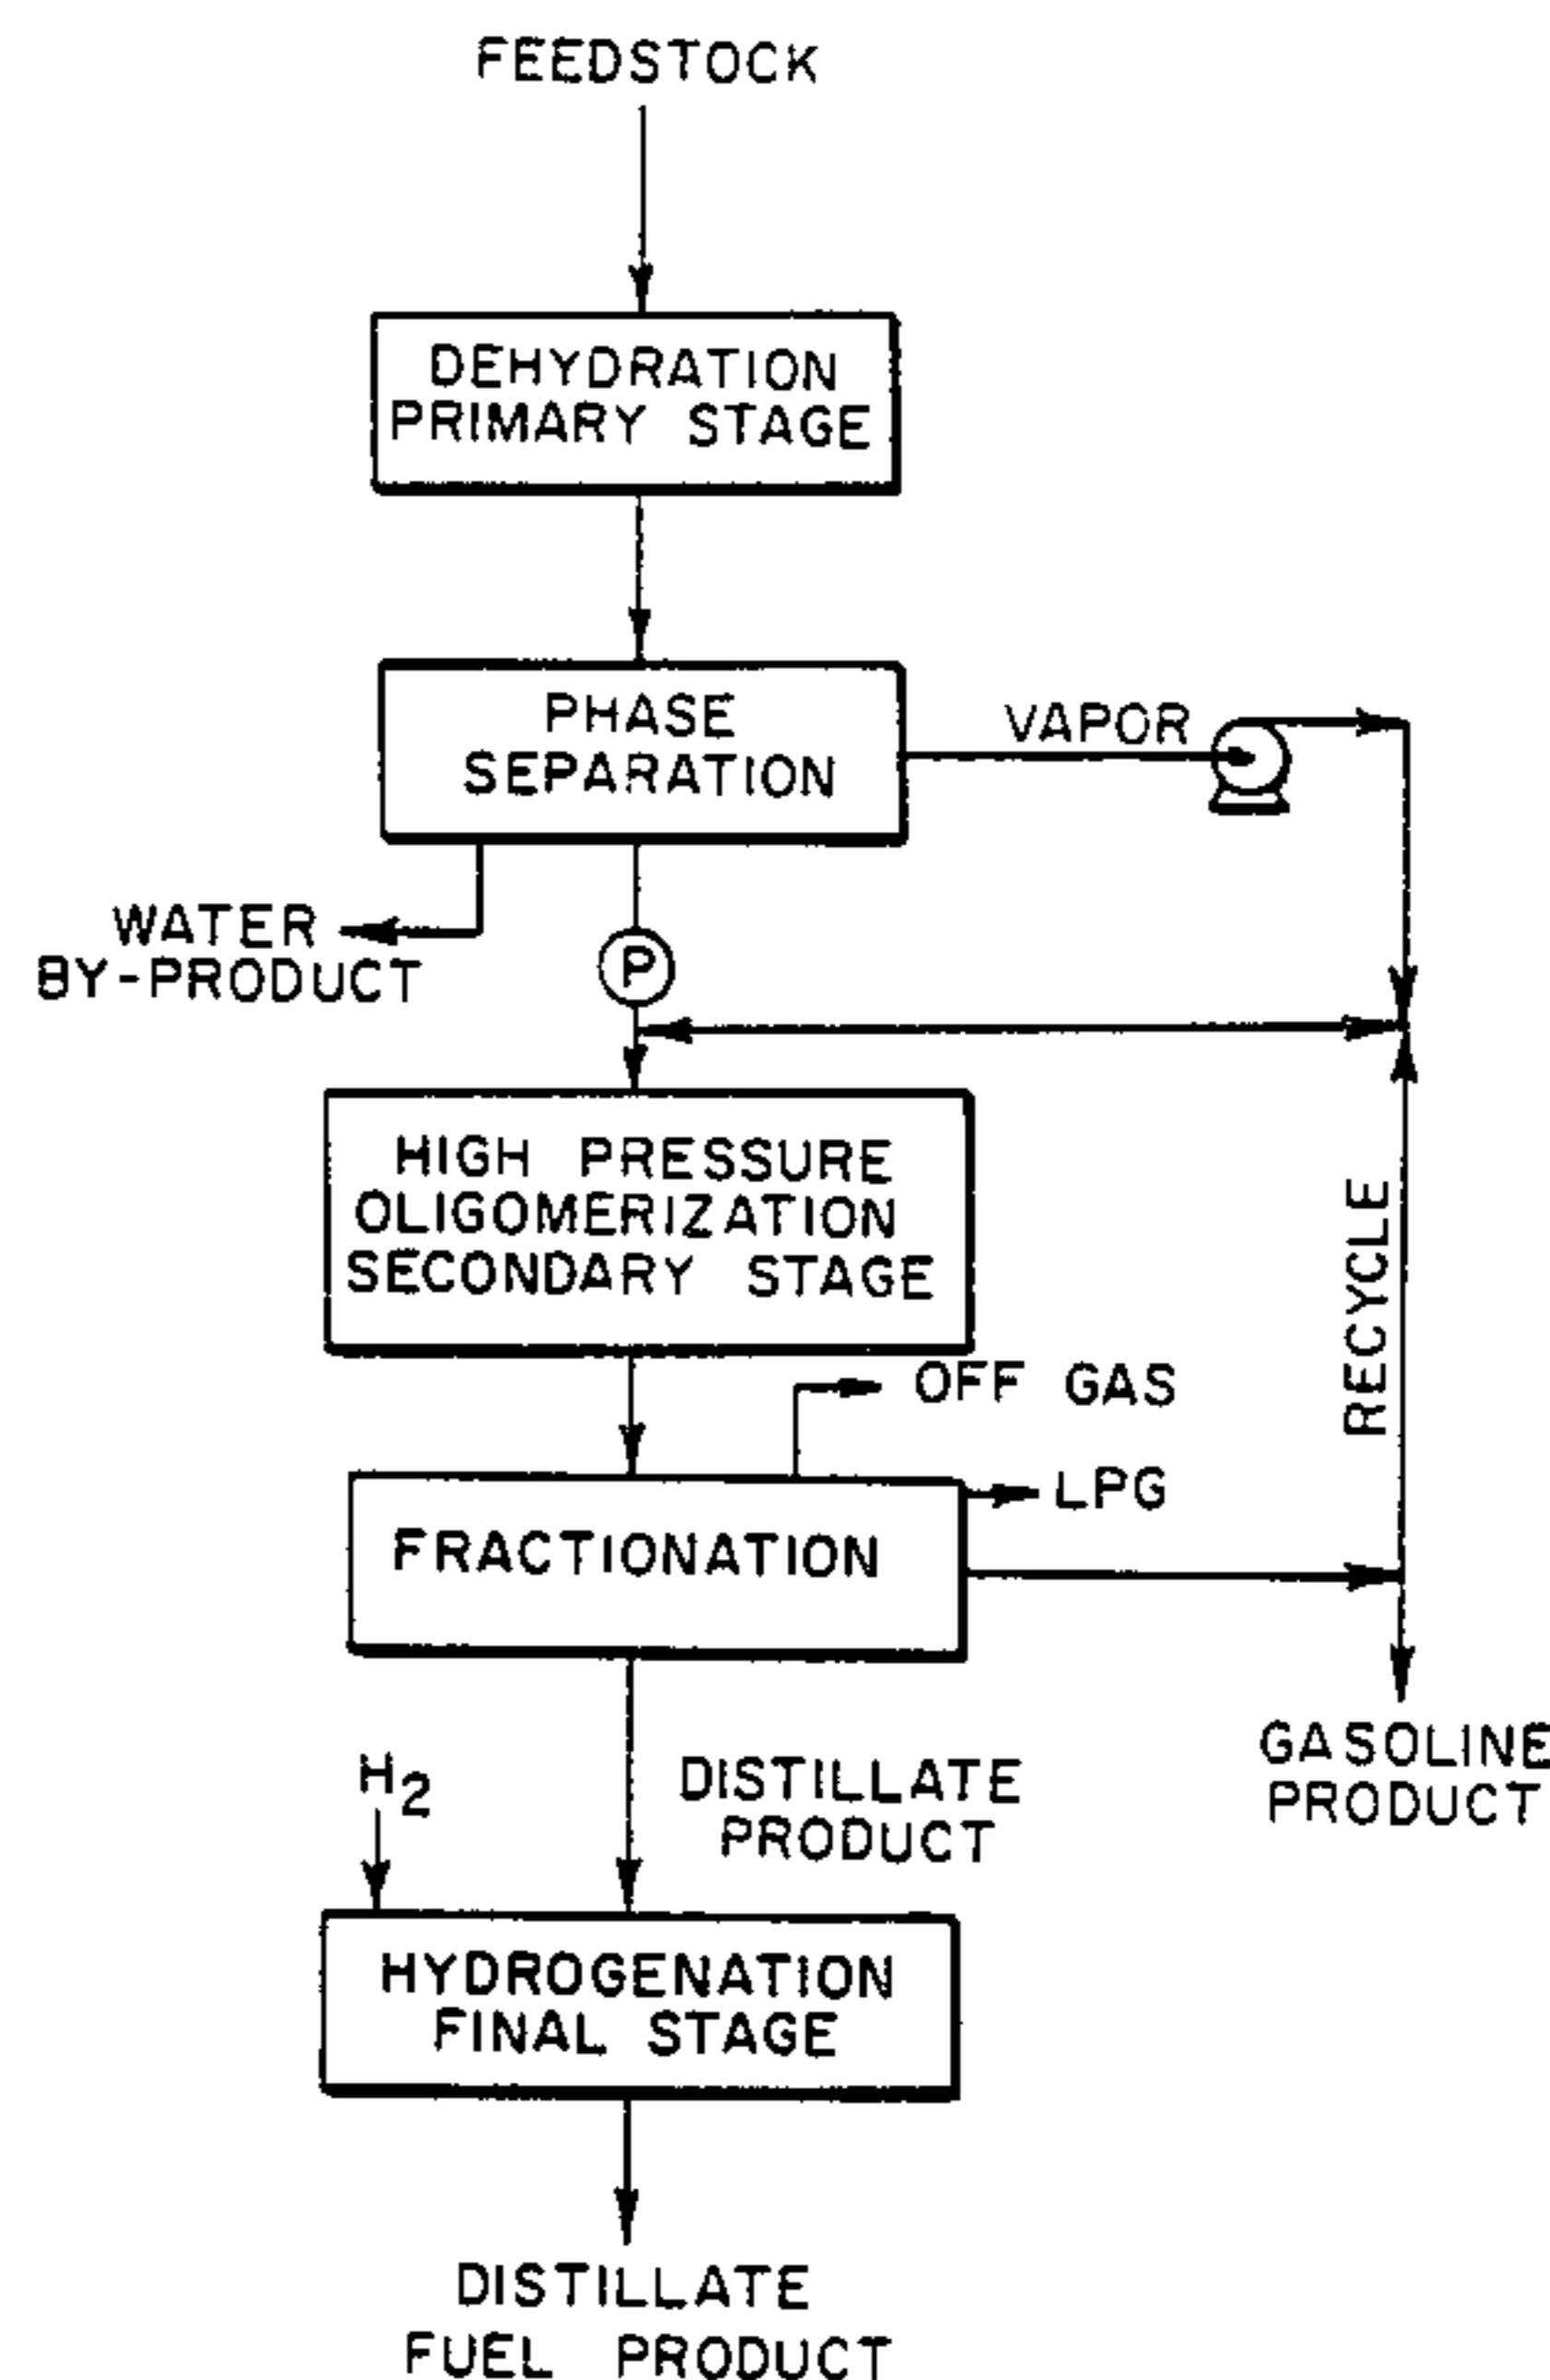 FEEDSTOCK
DEHYDRATION
PRIMARY STAGE
PHASE
SEPARATION
VAPOR
WATER
BY-PRODUCT
P
HIGH PRESSURE
OLIGOMERIZATION
SECONDARY STAGE
RECYCLE
OFF GAS
LPG
FRACTIONATION
H2
DISTILLATE
PRODUCT
GASOLINE
PRODUCT
HYDROGENATION
FINAL STAGE
DISTILLATE
FUEL PRODUCT